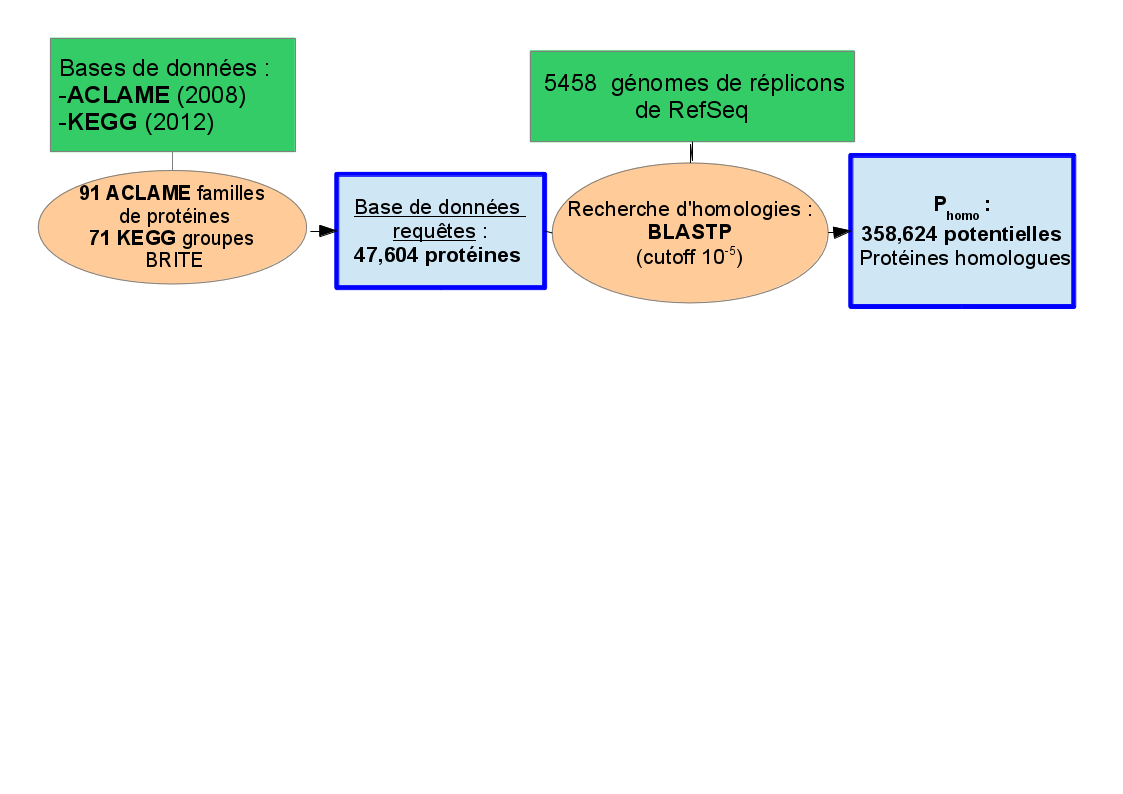 Bases de données :
-ACLAME (2008)
-KEGG (2012)
91 ACLAME familles
de protéines
71 KEGG groupes
BRITE
Base de données
requêtes :
47,604 protéines
5458 génomes de réplicons
de RefSeq
Recherche d'homologies :
BLASTP
(cutoff 10⁻⁵)
Phomo :
358,624 potentielles
Protéines homologues